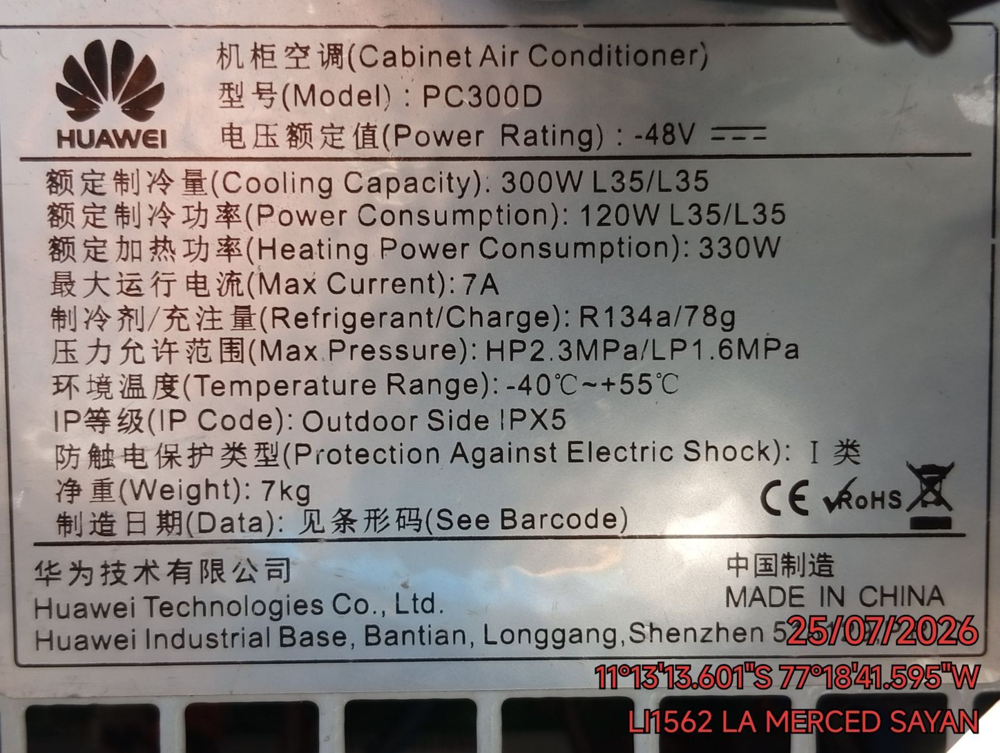 HUAWEI
机柜空调(Cabinet Air Conditioner)
型号(Model) : PC300D
电压额定值(Power Rating) : -48V
额定制冷量(Cooling Capacity): 300W L35/L35
额定制冷功率(Power Consumption): 120W L35/L35
额定加热功率(Heating Power Consumption): 330W
最大运行电流(Max Current): 7A
制冷剂/充注量(Refrigerant/Charge): R134a/78g
压力允许范围(Max Pressure): HP2.3MPa/LP1.6MPa
环境温度(Temperature Range): -40℃~+55℃
IP等级(IP Code): Outdoor Side IPX5
防触电保护类型(Protection Against Electric Shock): I 类
净重(Weight): 7kg
制造日期(Data): 见条形码(See Barcode)
CE RoHS
华为技术有限公司
Huawei Technologies Co., Ltd.
Huawei Industrial Base, Bantian, Longgang, Shenzhen
中国制造
MADE IN CHINA
25/07/2026
11°13'13.601"S 77°18'41.595"W
LI1562 LA MERCED SAYAN